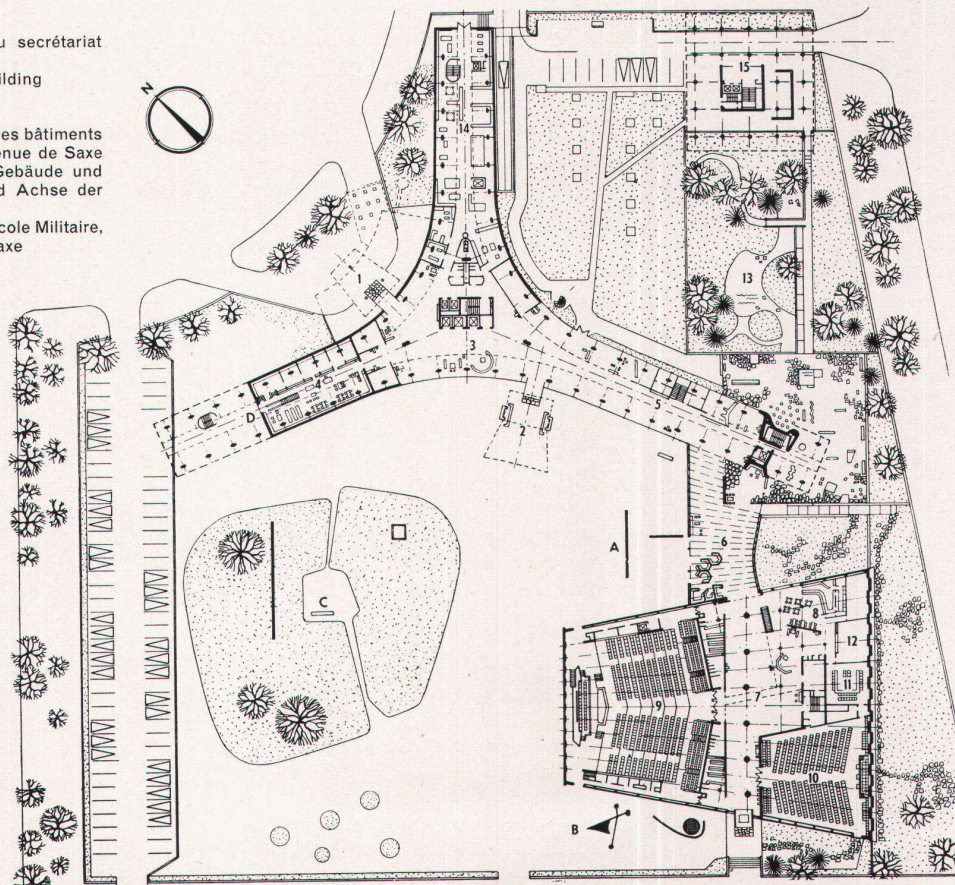 u secrétariat
ilding
es bâtiments
enue de Saxe
Gebäude und
d Achse der
cole Militaire,
axe
N
15
14
13
1
3
4
D
2
5
A
6
C
8
12
7
11
9
10
B